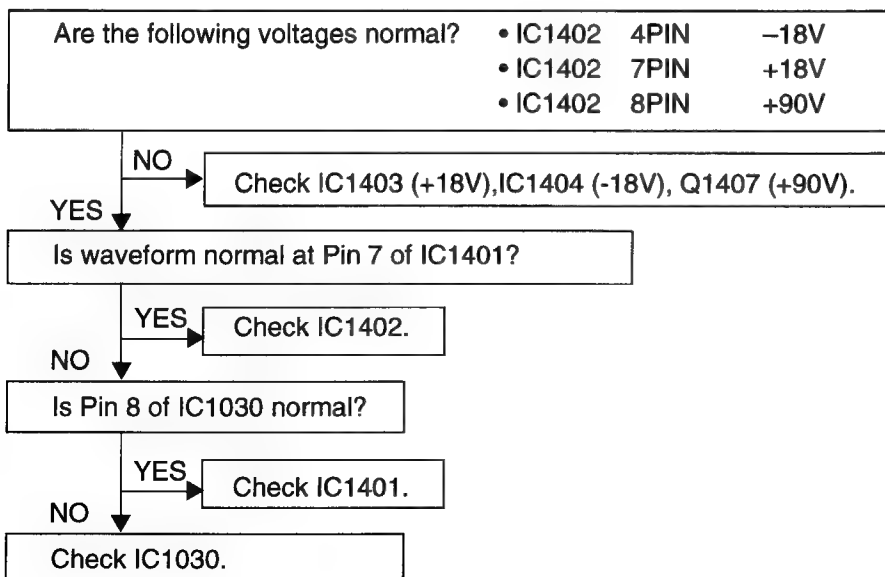 Are the following voltages normal? • IC1402 4PIN –18V
• IC1402 7PIN +18V
• IC1402 8PIN +90V
NO
Check IC1403 (+18V),IC1404 (-18V), Q1407 (+90V).
YES
Is waveform normal at Pin 7 of IC1401?
YES
Check IC1402.
NO
Is Pin 8 of IC1030 normal?
YES
Check IC1401.
NO
Check IC1030.